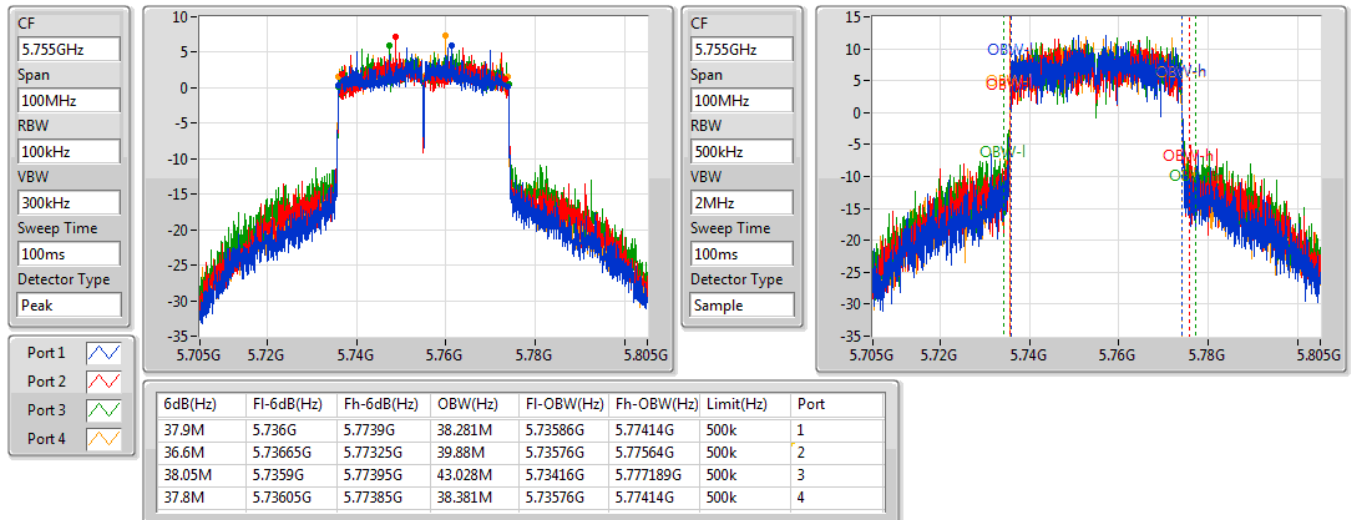 CF
5.755GHz
Span
100MHz
RBW
100kHz
VBW
300kHz
Sweep Time
100ms
Detector Type
Peak
10
5
0
-5
-10
-15
-20
-25
-30
-35
5.705G 5.72G 5.74G 5.76G 5.78G 5.805G
CF
5.755GHz
Span
100MHz
RBW
500kHz
VBW
2MHz
Sweep Time
100ms
Detector Type
Sample
15
10
5
0
-5
-10
-15
-20
-25
-30
-35
OBW-h
OBW-l
OBW-h
5.705G 5.72G 5.74G 5.76G 5.78G 5.805G
Port 1
Port 2
Port 3
Port 4
6dB(Hz) Fl-6dB(Hz) Fh-6dB(Hz) OBW(Hz) Fl-OBW(Hz) Fh-OBW(Hz) Limit(Hz) Port
37.9M 5.736G 5.7739G 38.281M 5.73586G 5.77414G 500k 1
36.6M 5.73665G 5.77325G 39.88M 5.73576G 5.77564G 500k 2
38.05M 5.7359G 5.77395G 43.028M 5.73416G 5.777189G 500k 3
37.8M 5.73605G 5.77385G 38.381M 5.73576G 5.77414G 500k 4